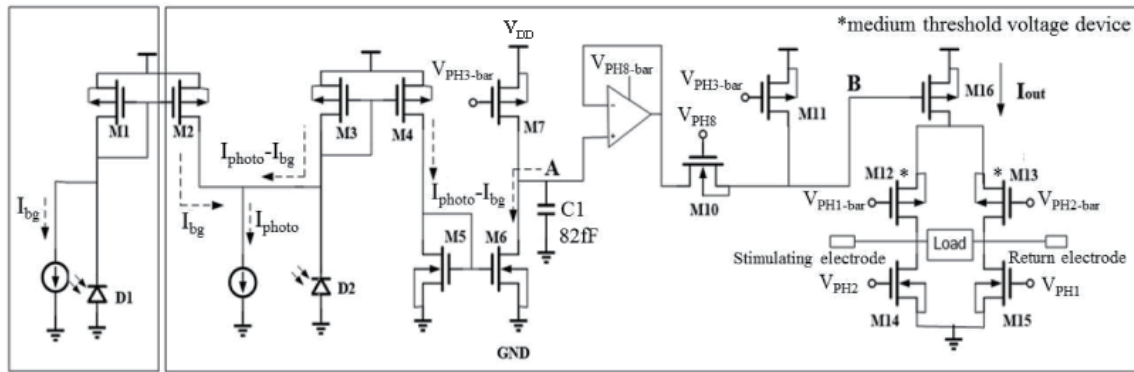 *medium threshold voltage device
V_DD
V_PH3-bar
V_PH8-bar
V_PH3-bar
B
M16
I_out
M1
M2
M3
M4
M7
M11
V_PH8
I_photo-I_bg
A
M12
*
*
M13
I_bg
I_bg
I_photo
I_photo-I_bg
C1
82fF
M10
V_PH1-bar
V_PH2-bar
M5
M6
Load
Stimulating electrode
Return electrode
D1
D2
V_PH2
V_PH1
M14
M15
GND